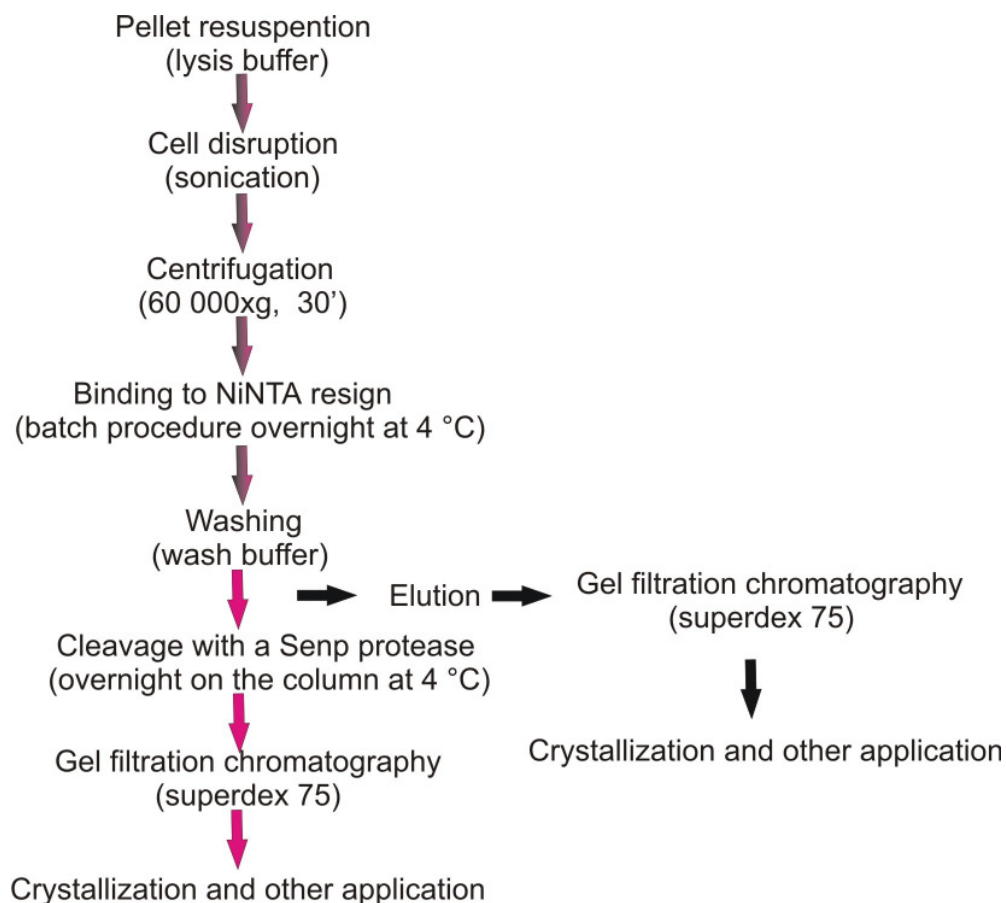 Pellet resuspention
(lysis buffer)
Cell disruption
(sonication)
Centrifugation
(60 000xg,  30’)
Binding to NiNTA resign
(batch procedure overnight at 4 °C)
Washing
(wash buffer)
Elution
Gel filtration chromatography
(superdex 75)
Crystallization and other application
Cleavage with a Senp protease
(overnight on the column at 4 °C)
Gel filtration chromatography
(superdex 75)
Crystallization and other application